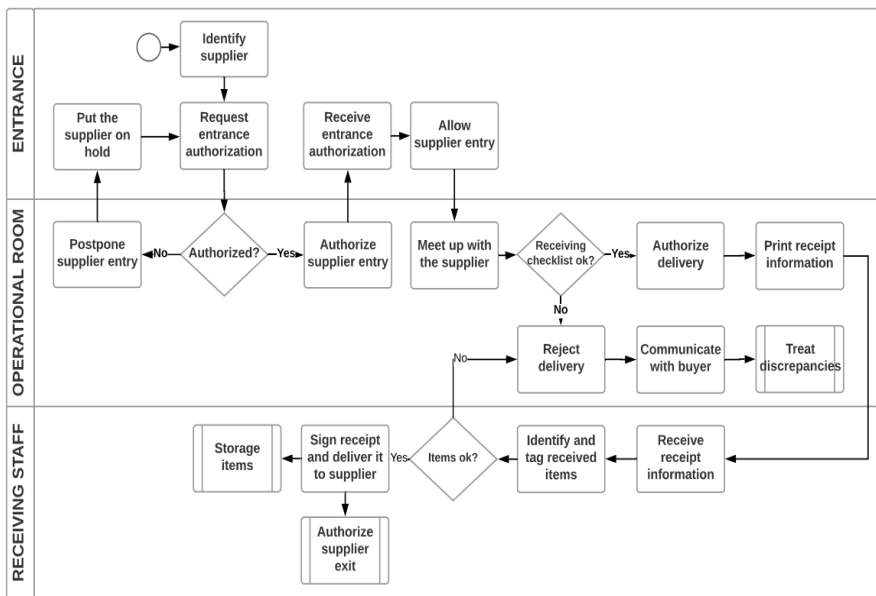 ENTRANCE
Identify
supplier
Put the
supplier on
hold
Request
entrance
authorization
Receive
entrance
authorization
Allow
supplier entry
OPERATIONAL ROOM
Postpone
supplier entry
No
Authorized?
Yes
Authorize
supplier entry
Meet up with
the supplier
Receiving
checklist ok?
Yes
Authorize
delivery
Print receipt
information
No
No
Reject
delivery
Communicate
with buyer
Treat
discrepancies
RECEIVING STAFF
Storage
items
Sign receipt
and deliver it
to supplier
Yes
Items ok?
Identify and
tag received
items
Receive
receipt
information
Authorize
supplier
exit